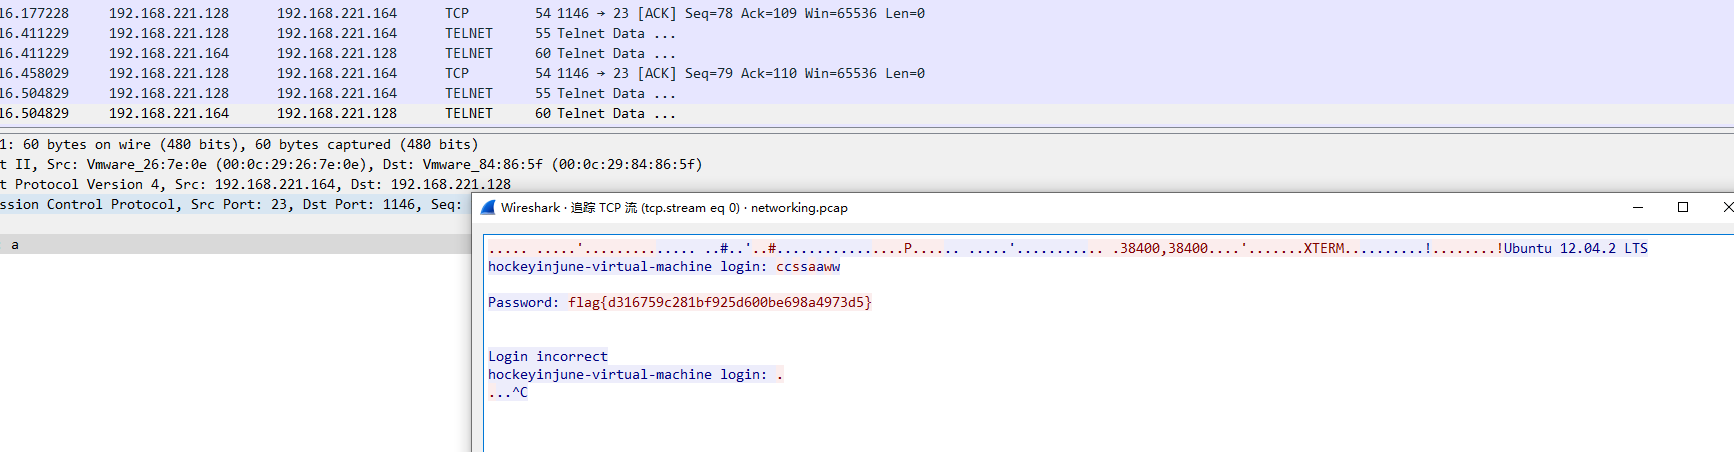 16.177228 192.168.221.128 192.168.221.164 TCP 54 1146 → 23 [ACK] Seq=78 Ack=109 Win=65536 Len=0
16.411229 192.168.221.128 192.168.221.164 TELNET 55 Telnet Data ...
16.411229 192.168.221.164 192.168.221.128 TELNET 60 Telnet Data ...
16.458029 192.168.221.128 192.168.221.164 TCP 54 1146 → 23 [ACK] Seq=79 Ack=110 Win=65536 Len=0
16.504829 192.168.221.128 192.168.221.164 TELNET 55 Telnet Data ...
16.504829 192.168.221.164 192.168.221.128 TELNET 60 Telnet Data ...
1: 60 bytes on wire (480 bits), 60 bytes captured (480 bits)
t II, Src: Vmware_26:7e:0e (00:0c:29:26:7e:0e), Dst: Vmware_84:86:5f (00:0c:29:84:86:5f)
t Protocol Version 4, Src: 192.168.221.164, Dst: 192.168.221.128
ssion Control Protocol, Src Port: 23, Dst Port: 1146, Seq:
a
Wireshark · 追踪 TCP 流 (tcp.stream eq 0) · networking.pcap
........... '.......... ....... ..#..'..#................P...... ......'........... .38400,38400....'.......XTERM..........!........!Ubuntu 12.04.2 LTS
hockeyinjune-virtual-machine login: ccssaaww
Password: flag{d316759c281bf925d600be698a4973d5}
Login incorrect
hockeyinjune-virtual-machine login: .
...^C